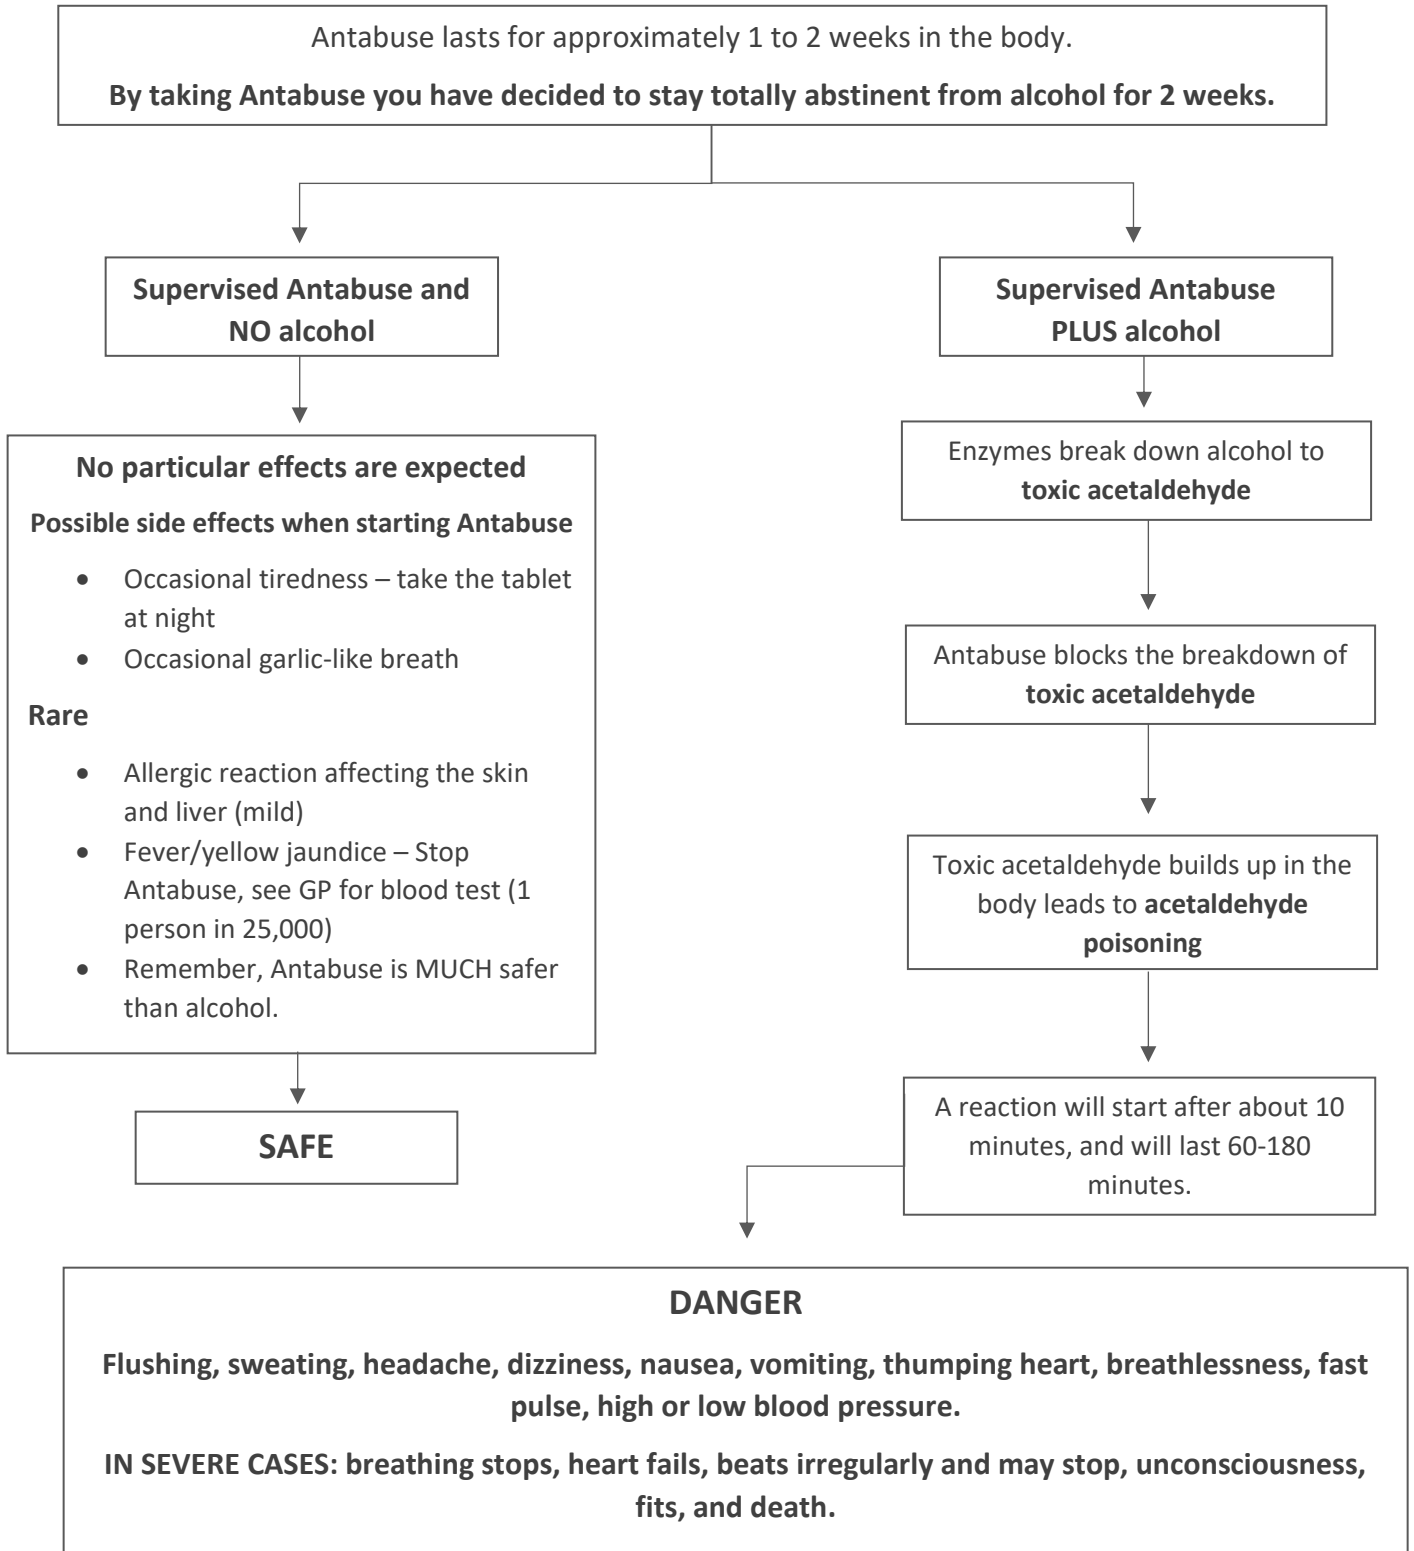 Antabuse lasts for approximately 1 to 2 weeks in the body.
By taking Antabuse you have decided to stay totally abstinent from alcohol for 2 weeks.
Supervised Antabuse and
NO alcohol
No particular effects are expected
Possible side effects when starting Antabuse
• Occasional tiredness – take the tablet
at night
• Occasional garlic-like breath
Rare
• Allergic reaction affecting the skin
and liver (mild)
• Fever/yellow jaundice – Stop
Antabuse, see GP for blood test (1
person in 25,000)
• Remember, Antabuse is MUCH safer
than alcohol.
SAFE
Supervised Antabuse
PLUS alcohol
Enzymes break down alcohol to
toxic acetaldehyde
Antabuse blocks the breakdown of
toxic acetaldehyde
Toxic acetaldehyde builds up in the
body leads to acetaldehyde
poisoning
A reaction will start after about 10
minutes, and will last 60-180
minutes.
DANGER
Flushing, sweating, headache, dizziness, nausea, vomiting, thumping heart, breathlessness, fast
pulse, high or low blood pressure.
IN SEVERE CASES: breathing stops, heart fails, beats irregularly and may stop, unconsciousness,
fits, and death.